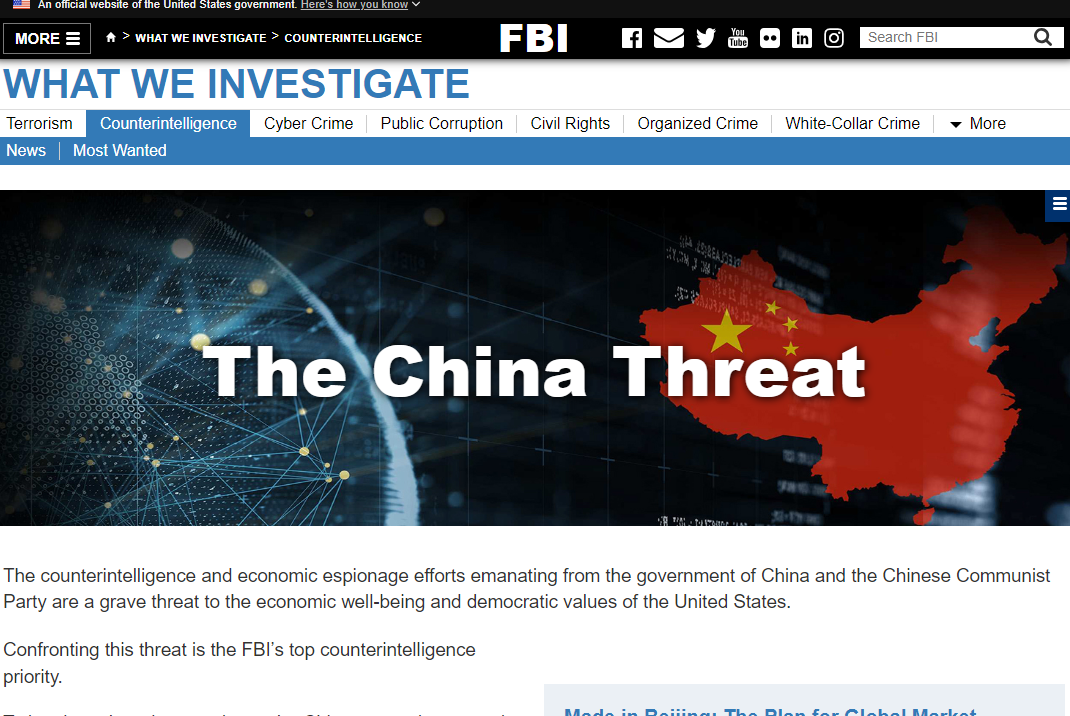 An official website of the United States government. Here's how you know
MORE
> WHAT WE INVESTIGATE > COUNTERINTELLIGENCE
FBI
You Tube
in
Search FBI
WHAT WE INVESTIGATE
Terrorism Counterintelligence Cyber Crime Public Corruption Civil Rights Organized Crime White-Collar Crime More
News Most Wanted
The China Threat
The counterintelligence and economic espionage efforts emanating from the government of China and the Chinese Communist
Party are a grave threat to the economic well-being and democratic values of the United States.
Confronting this threat is the FBI's top counterintelligence
priority.
Made in Beijing: The Plan for Global Market